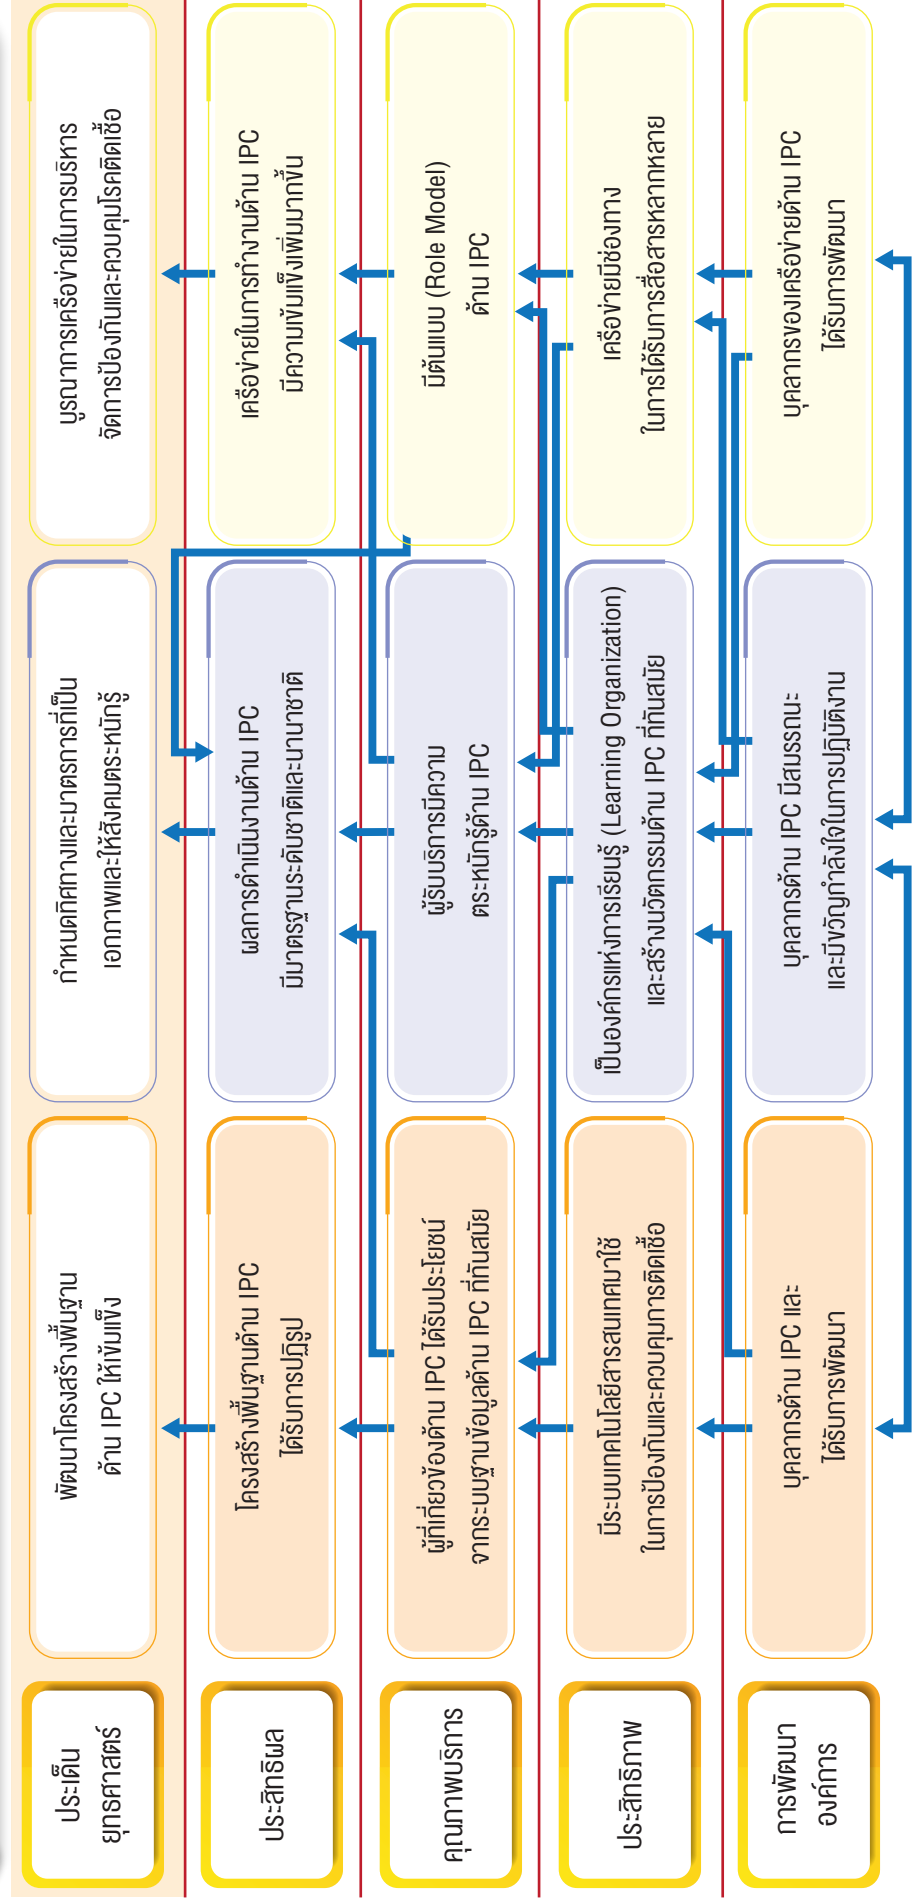 ประเด็น
ยุทธศาสตร์
พัฒนาโครงสร้างพื้นฐาน
ด้าน IPC ให้เข้มแข็ง
กำหนดทิศทางและมาตรการที่เป็น
เอกภาพและให้สังคมตระหนักรู้
บูรณาการเครือข่ายในการบริหาร
จัดการป้องกันและควบคุมโรคติดเชื้อ
ประสิทธิผล
โครงสร้างพื้นฐานด้าน IPC
ได้รับการปฏิรูป
ผลการดำเนินงานด้าน IPC
มีมาตรฐานระดับชาติและนานาชาติ
เครือข่ายในการทำงานด้าน IPC
มีความเข้มแข็งเพิ่มมากขึ้น
คุณภาพบริการ
ผู้ที่เกี่ยวข้องด้าน IPC ได้รับประโยชน์
จากระบบฐานข้อมูลด้าน IPC ที่ทันสมัย
ผู้รับบริการมีความ
ตระหนักรู้ด้าน IPC
มีต้นแบบ (Role Model)
ด้าน IPC
ประสิทธิภาพ
มีระบบเทคโนโลยีสารสนเทศมาใช้
ในการป้องกันและควบคุมการติดเชื้อ
เป็นองค์กรแห่งการเรียนรู้ (Learning Organization)
และสร้างนวัตกรรมด้าน IPC ที่ทันสมัย
เครือข่ายมีช่องทาง
ในการได้รับการสื่อสารหลากหลาย
การพัฒนา
องค์การ
บุคลากรด้าน IPC และ
ได้รับการพัฒนา
บุคลากรด้าน IPC มีสมรรถนะ
และมีขวัญกำลังใจในการปฏิบัติงาน
บุคลากรของเครือข่ายด้าน IPC
ได้รับการพัฒนา